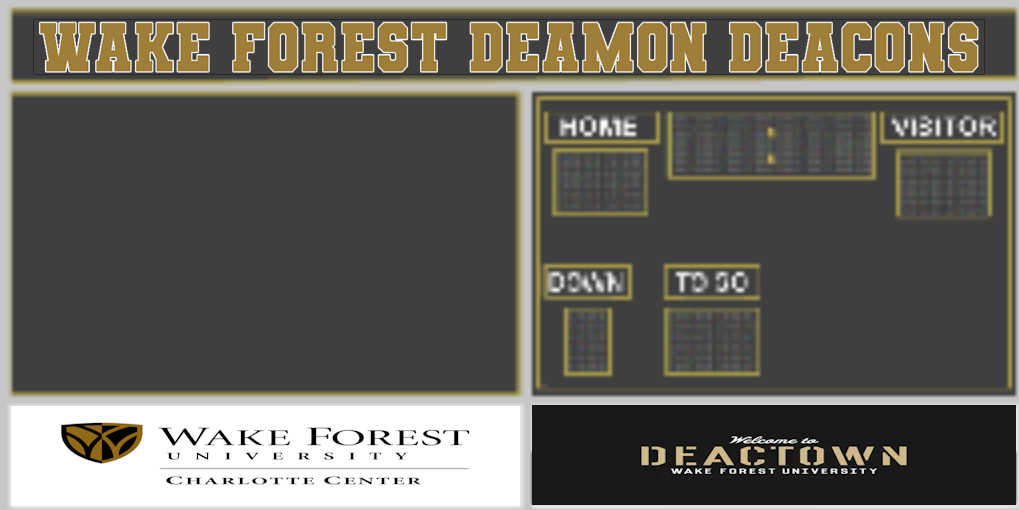 WAKE FOREST DEAMON DEACONS
HOME
VISITOR
:
DOWN
TO GO
WAKE FOREST
UNIVERSITY
CHARLOTTE CENTER
Welcome to
DEACTOWN
WAKE FOREST UNIVERSITY